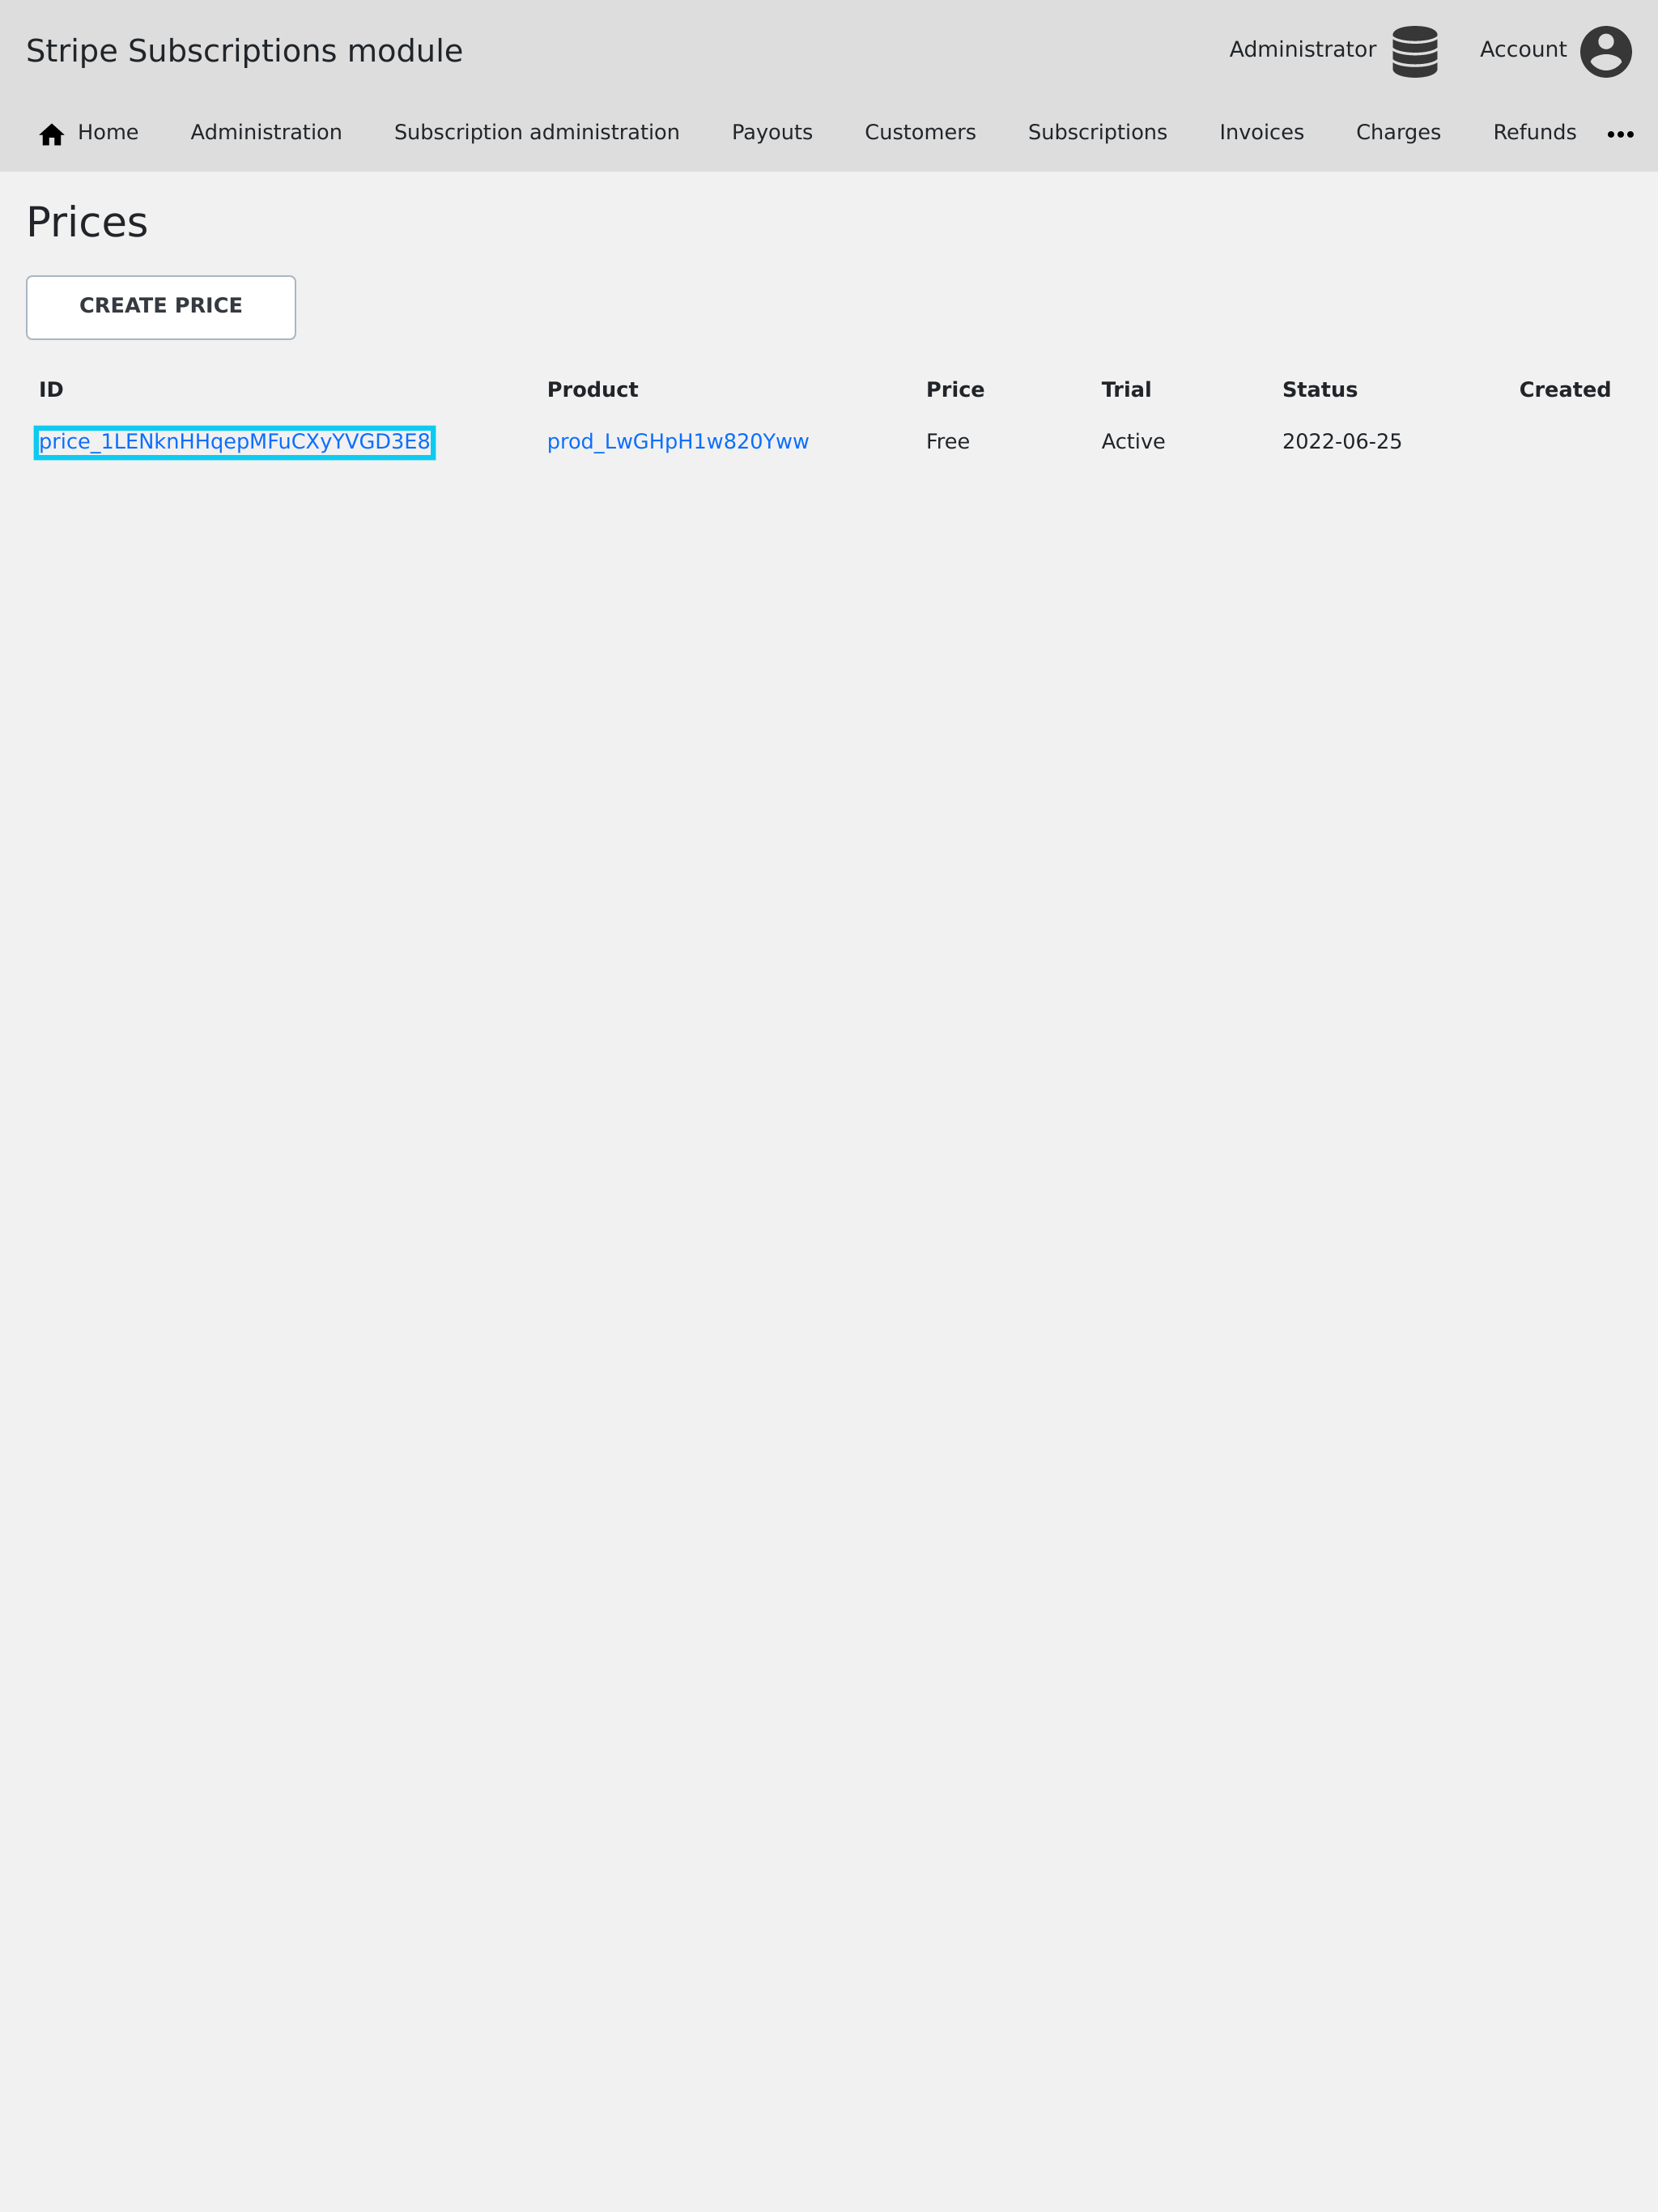 Stripe Subscriptions module
Administrator
Account
Home Administration Subscription administration Payouts Customers Subscriptions Invoices Charges Refunds
Prices
CREATE PRICE
ID Product Price Trial Status Created
price_1LENknHHqepMFuCXyYVGD3E8 prod_LwGHpH1w820Yww Free Active 2022-06-25